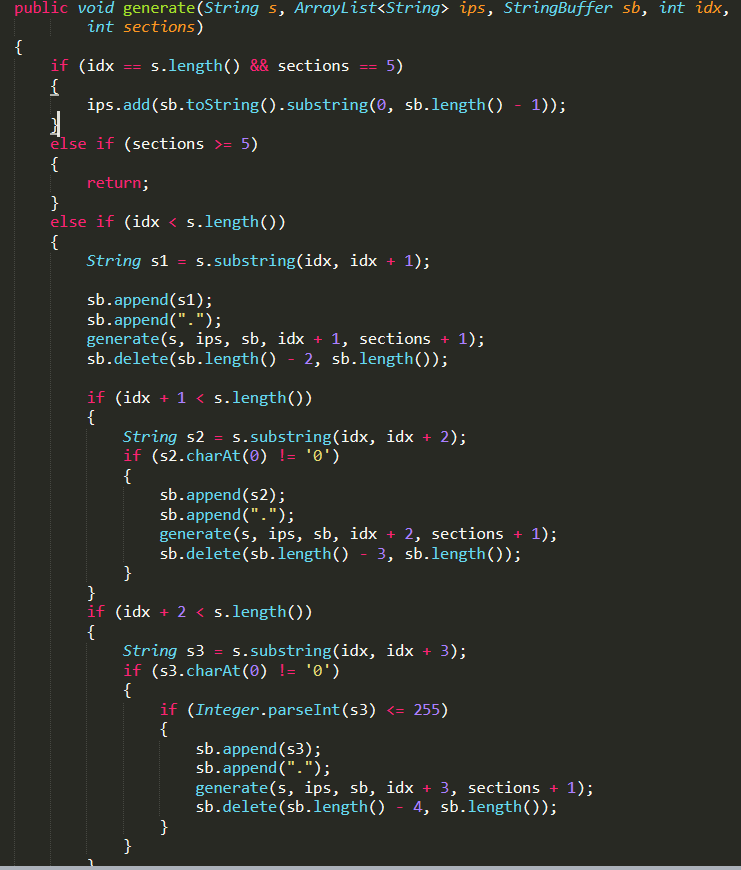 public void generate(String s, ArrayList<String> ips, StringBuffer sb, int idx,
        int sections)
{
    if (idx == s.length() && sections == 5)
    {
        ips.add(sb.toString().substring(0, sb.length() - 1));
    }
    else if (sections >= 5)
    {
        return;
    }
    else if (idx < s.length())
    {
        String s1 = s.substring(idx, idx + 1);

        sb.append(s1);
        sb.append(".");
        generate(s, ips, sb, idx + 1, sections + 1);
        sb.delete(sb.length() - 2, sb.length());

        if (idx + 1 < s.length())
        {
            String s2 = s.substring(idx, idx + 2);
            if (s2.charAt(0) != '0')
            {
                sb.append(s2);
                sb.append(".");
                generate(s, ips, sb, idx + 2, sections + 1);
                sb.delete(sb.length() - 3, sb.length());
            }
        }
        if (idx + 2 < s.length())
        {
            String s3 = s.substring(idx, idx + 3);
            if (s3.charAt(0) != '0')
            {
                if (Integer.parseInt(s3) <= 255)
                {
                    sb.append(s3);
                    sb.append(".");
                    generate(s, ips, sb, idx + 3, sections + 1);
                    sb.delete(sb.length() - 4, sb.length());
                }
            }
        }